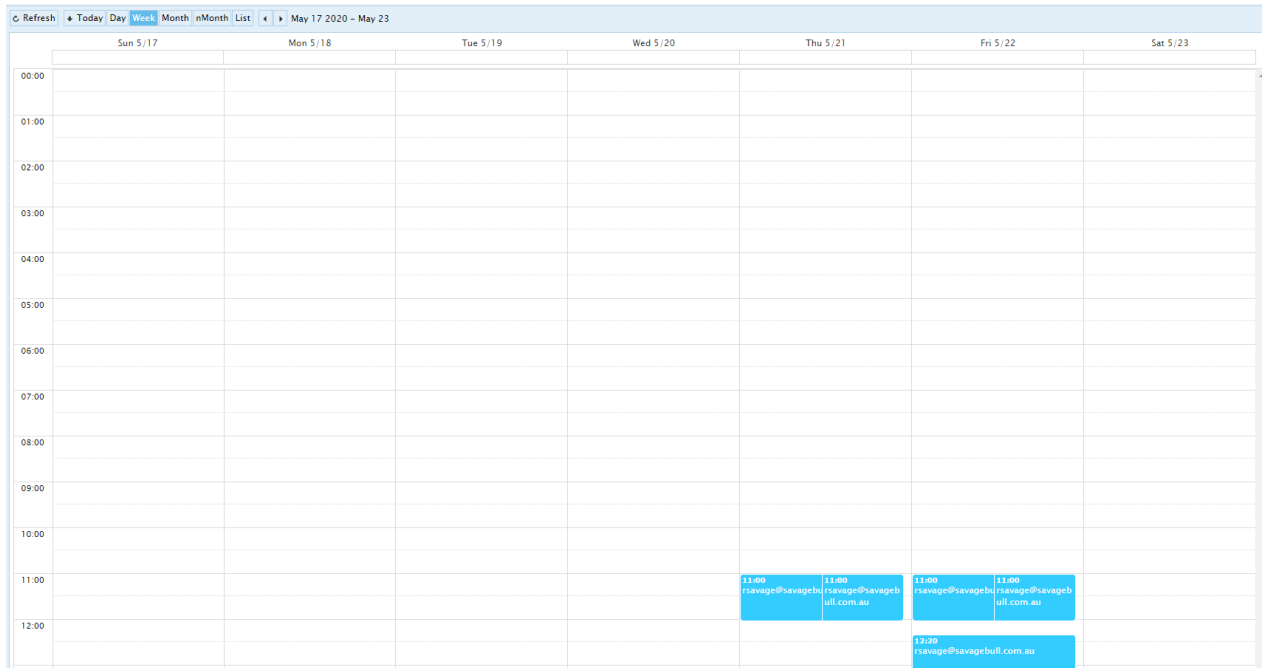 Refresh Today Day Week Month nMonth List May 17 2020 - May 23
Sun 5/17 Mon 5/18 Tue 5/19 Wed 5/20 Thu 5/21 Fri 5/22 Sat 5/23
00:00
01:00
02:00
03:00
04:00
05:00
06:00
07:00
08:00
09:00
10:00
11:00
11:00
rsavage@savagebu
11:00
rsavage@savageb
ull.com.au
11:00
rsavage@savagebu
11:00
rsavage@savageb
ull.com.au
12:00
12:20
rsavage@savagebull.com.au